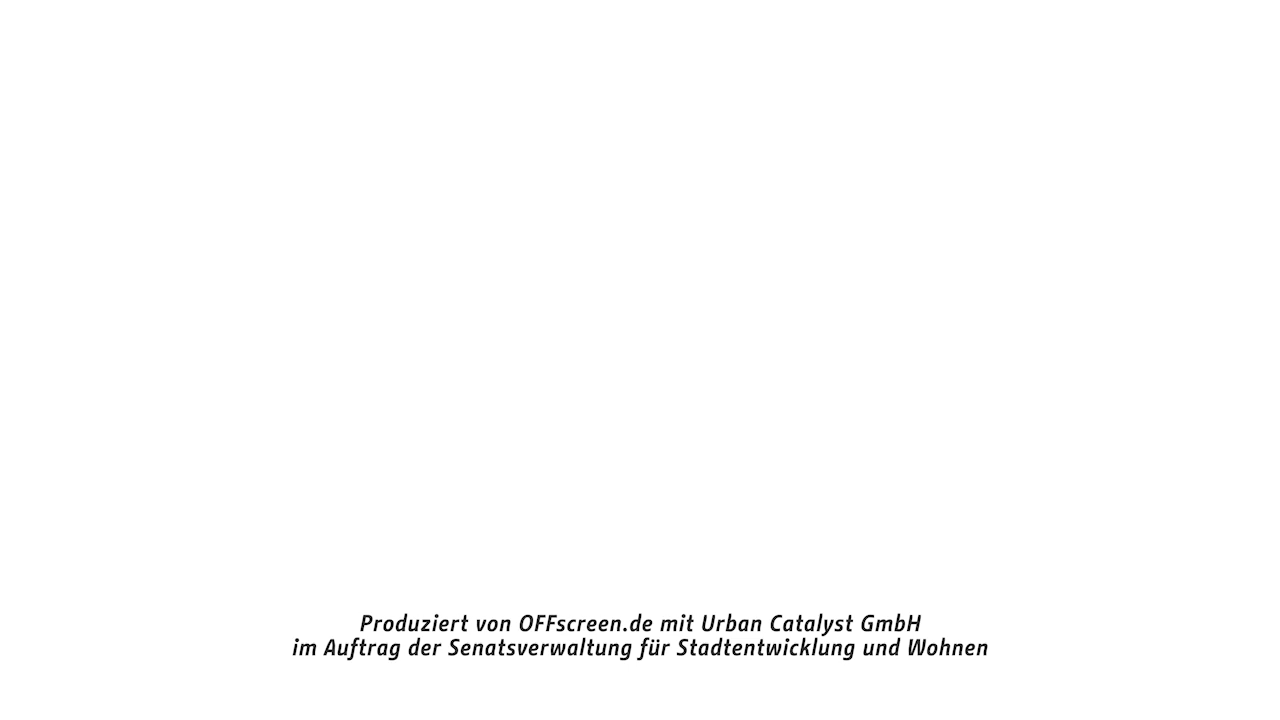 Produziert von OFFscreen.de mit Urban Catalyst GmbH
im Auftrag der Senatsverwaltung für Stadtentwicklung und Wohnen